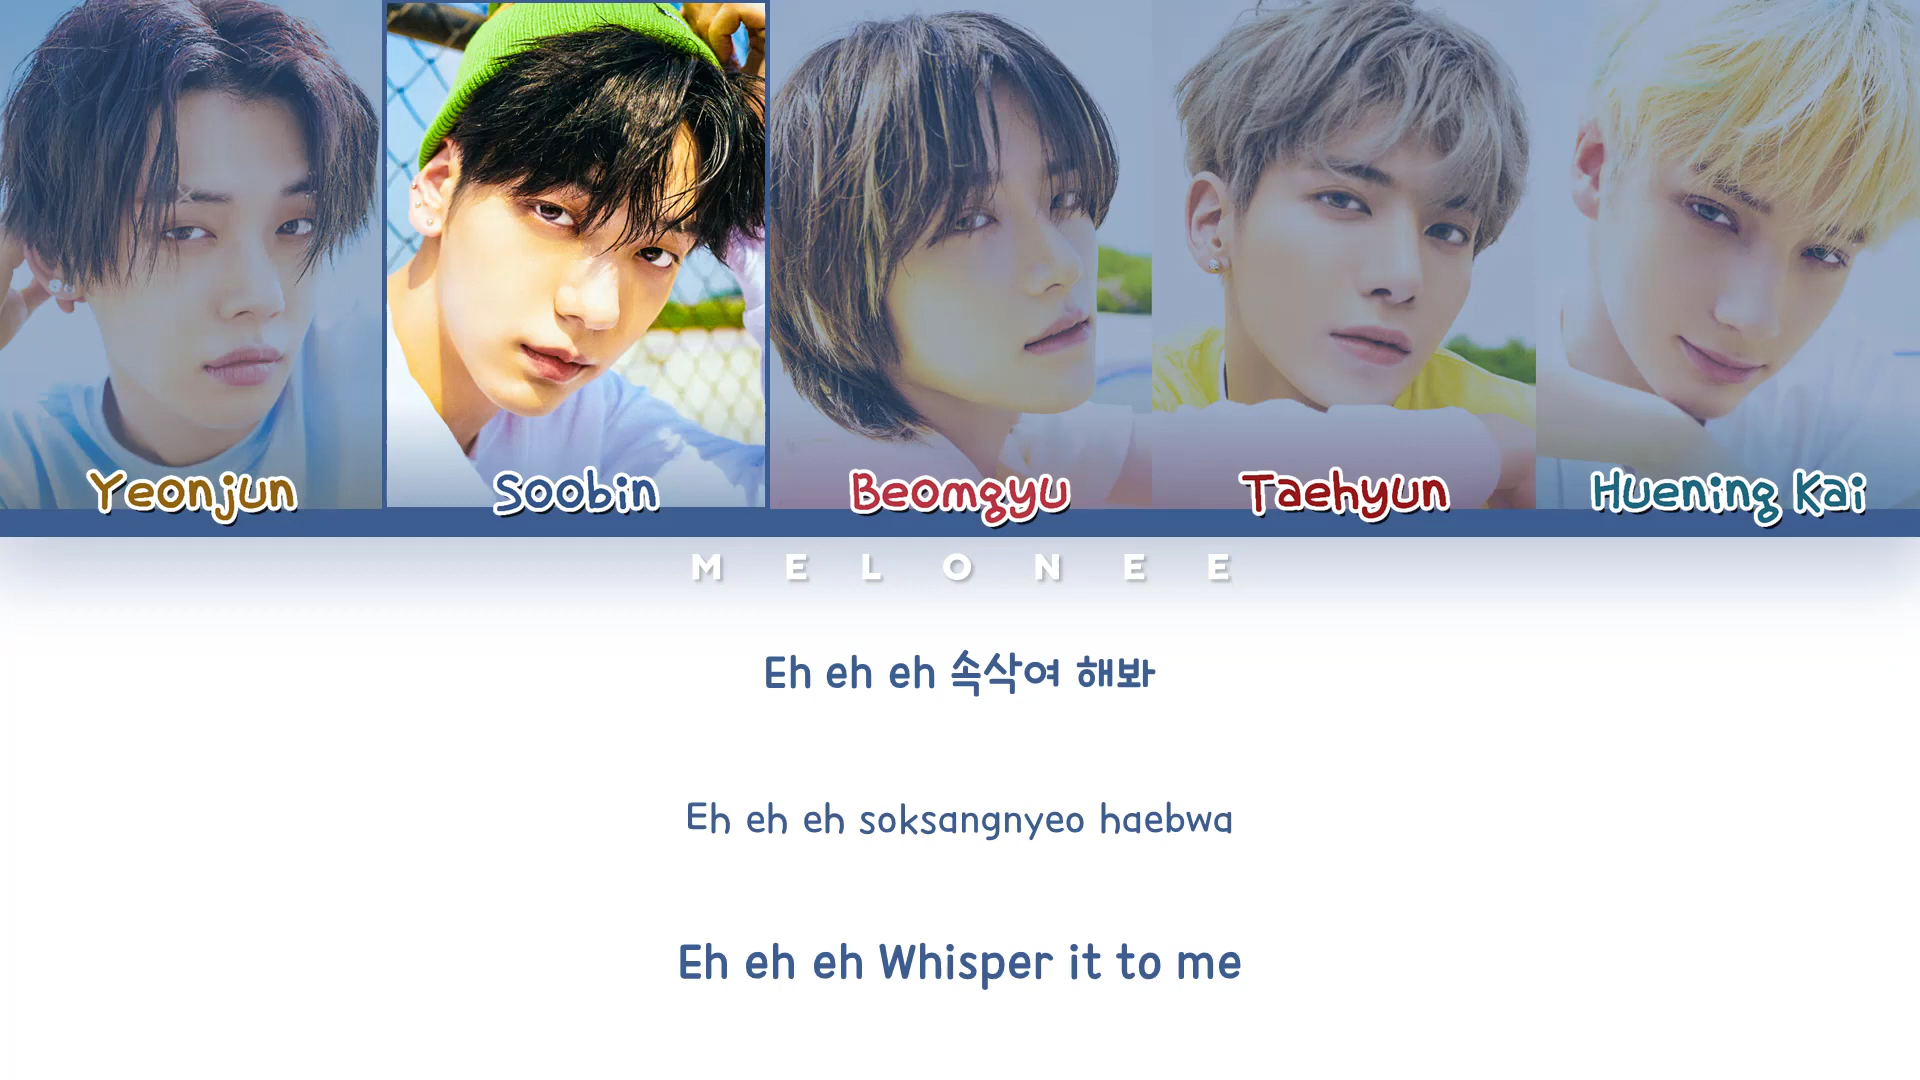 Yeonjun Soobin Beomgyu Taehyun Huening Kai
MELONEE
Eh eh eh 속삭여 해봐
Eh eh eh soksangnyeo haebwa
Eh eh eh Whisper it to me